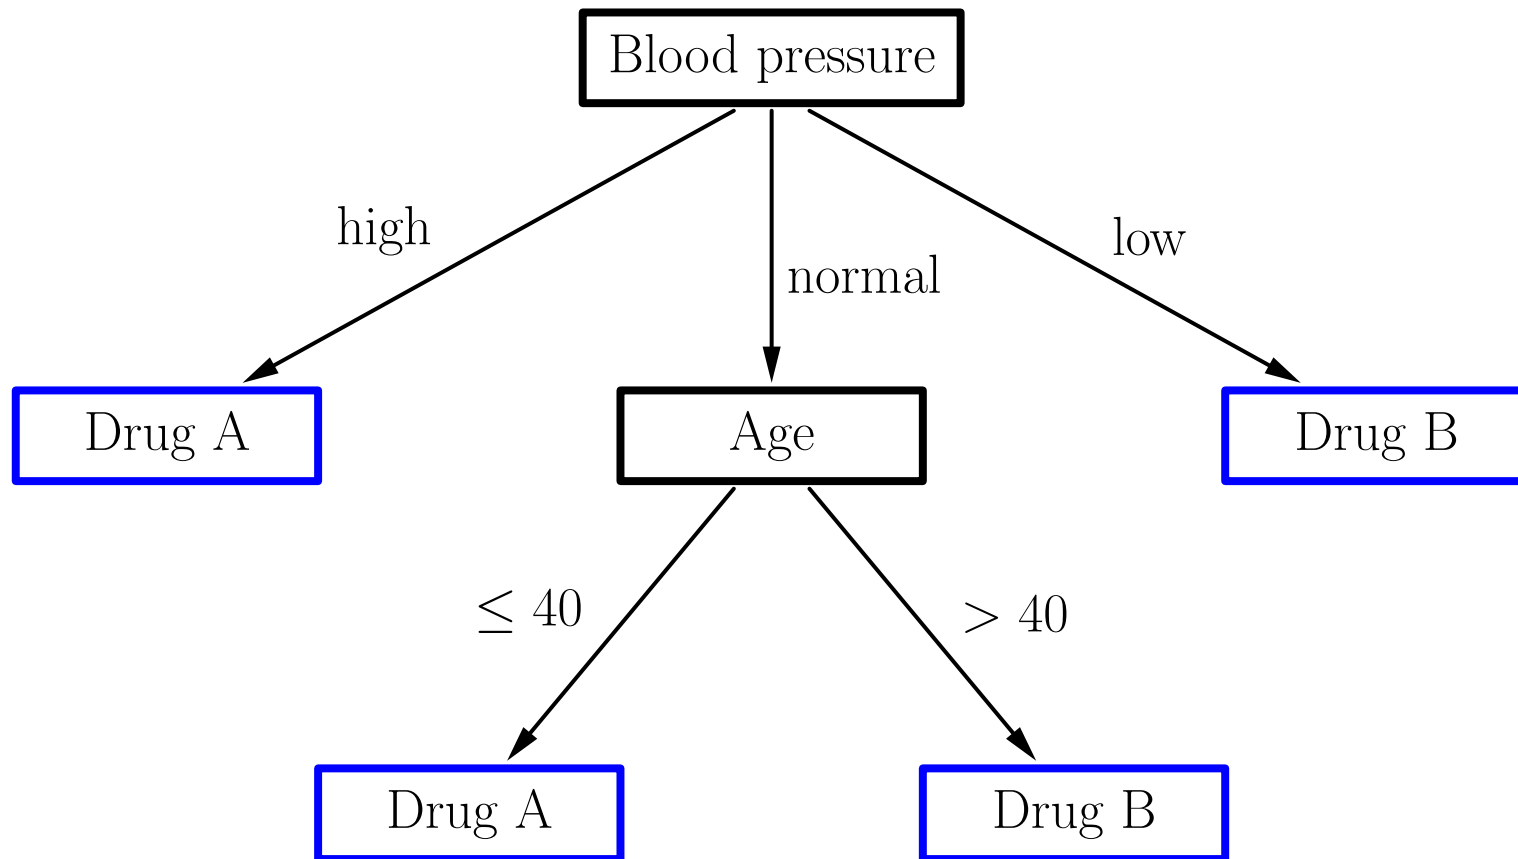 Blood pressure
high
normal
low
Drug A
Age
Drug B
≤ 40
> 40
Drug A
Drug B